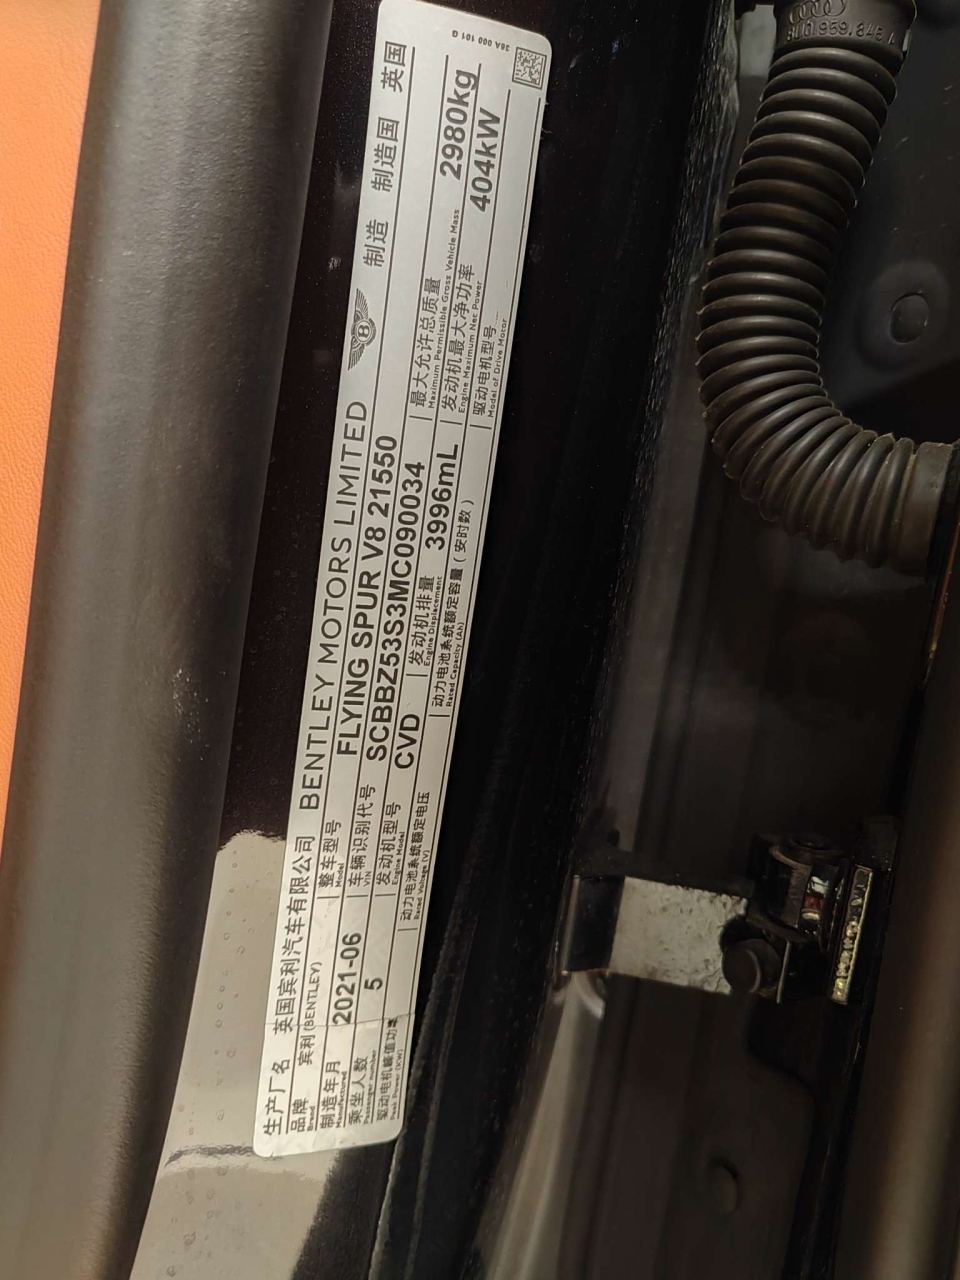 生产厂名 英国宾利汽车有限公司 BENTLEY MOTORS LIMITED 制造
品牌 Brand 宾利(BENTLEY) 整车型号 Model FLYING SPUR V8 21550 制造国 英国
制造年月 Manufactured 2021-06 车辆识别代号 VIN SCBBZ53S3MC090034
乘坐人数 Passenger number 5 发动机型号 Engine Model CVD 发动机排量 Engine Displacement 3996mL 最大允许总质量 Maximum Permissible Gross Vehicle Mass 2980kg
发动机最大净功率 Engine Maximum Net Power 404kW
驱动电机峰值功率 Peak Power (KW) 动力电池系统额定电压 Rated Voltage (V) 动力电池系统额定容量(安时数) Rated Capacity (Ah) 驱动电机型号 Model of Drive Motor
36A 000 101 G